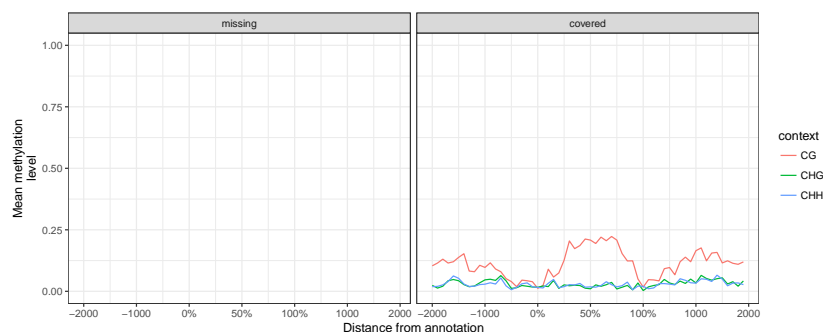 missing covered
1.00
0.75
0.50
0.25
0.00
Mean methylation
level
−2000 −1000 0% 50% 100% 1000 2000 −2000 −1000 0% 50% 100% 1000 2000
Distance from annotation
context
CG
CHG
CHH